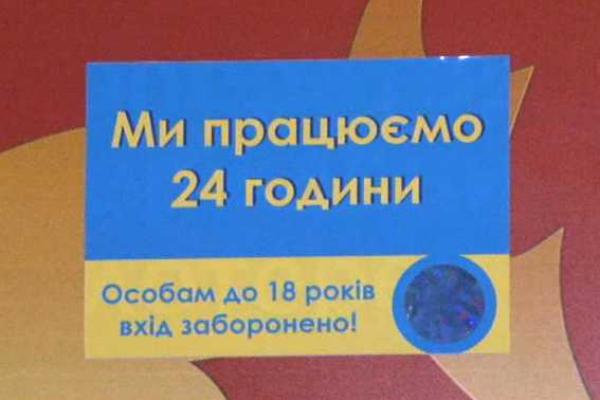 Ми працюємо
24 години
Особам до 18 років
вхід заборонено!